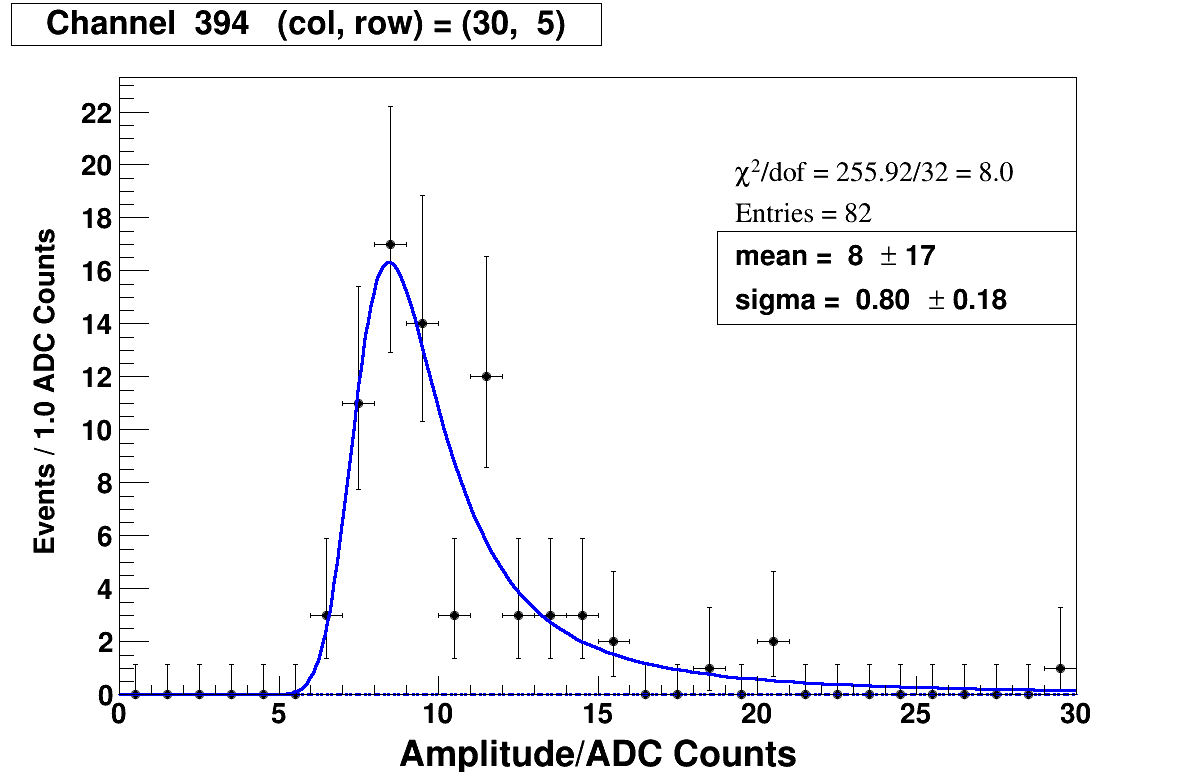 Channel 394 (col, row) = (30, 5)
χ²/dof = 255.92/32 = 8.0
Entries = 82
mean = 8 ± 17
sigma = 0.80 ± 0.18
Events / 1.0 ADC Counts
22
20
18
16
14
12
10
8
6
4
2
0
0 5 10 15 20 25 30
Amplitude/ADC Counts